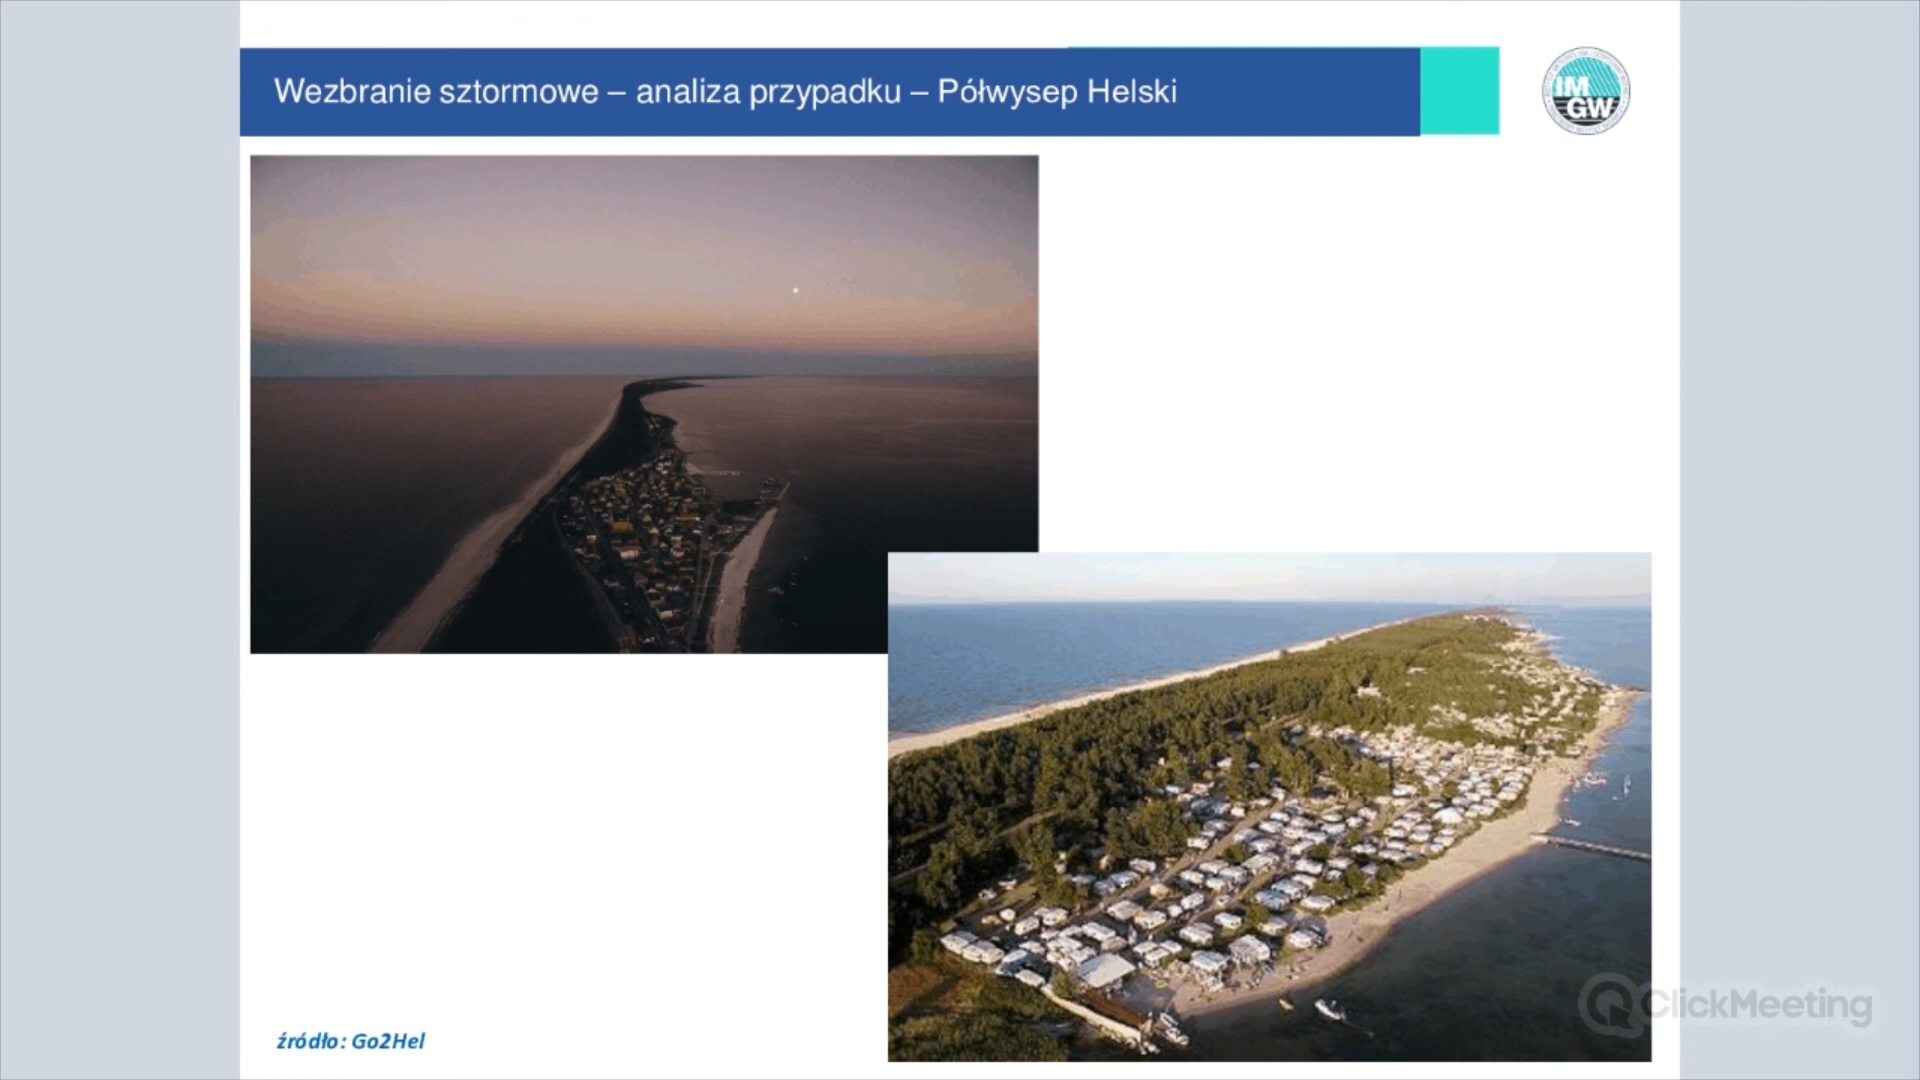 Wezbranie sztormowe – analiza przypadku – Półwysep Helski
IM
GW
źródło: Go2Hel
ClickMeeting